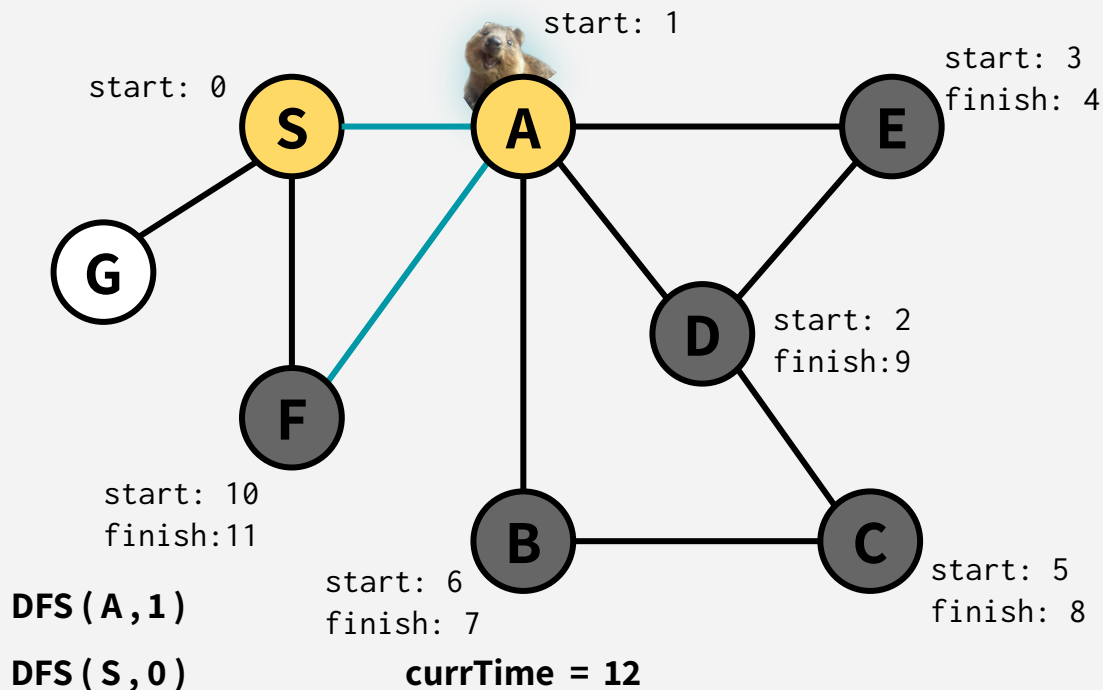 start: 1
start: 3
finish: 4
start: 0
S
A
E
G
D
start: 2
finish:9
F
start: 10
finish:11
B
C
start: 6
finish: 7
start: 5
finish: 8
DFS ( A , 1 )
DFS ( S , 0 )
currTime = 12